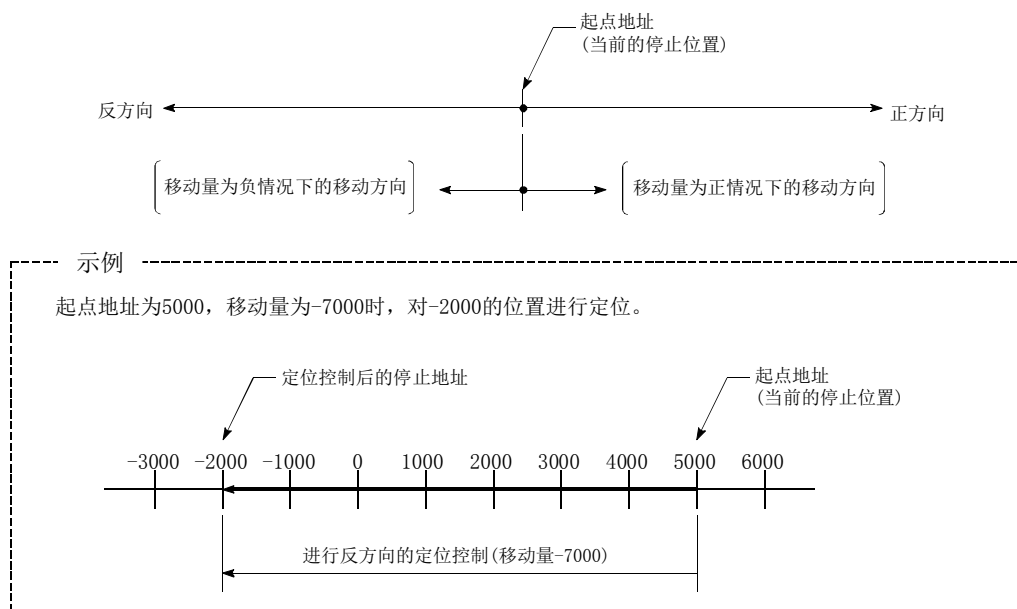 起点地址
(当前的停止位置)
反方向
正方向
移动量为负情况下的移动方向
移动量为正情况下的移动方向
示例
起点地址为5000，移动量为-7000时，对-2000的位置进行定位。
定位控制后的停止地址
起点地址
(当前的停止位置)
-3000 -2000 -1000 0 1000 2000 3000 4000 5000 6000
进行反方向的定位控制(移动量-7000)